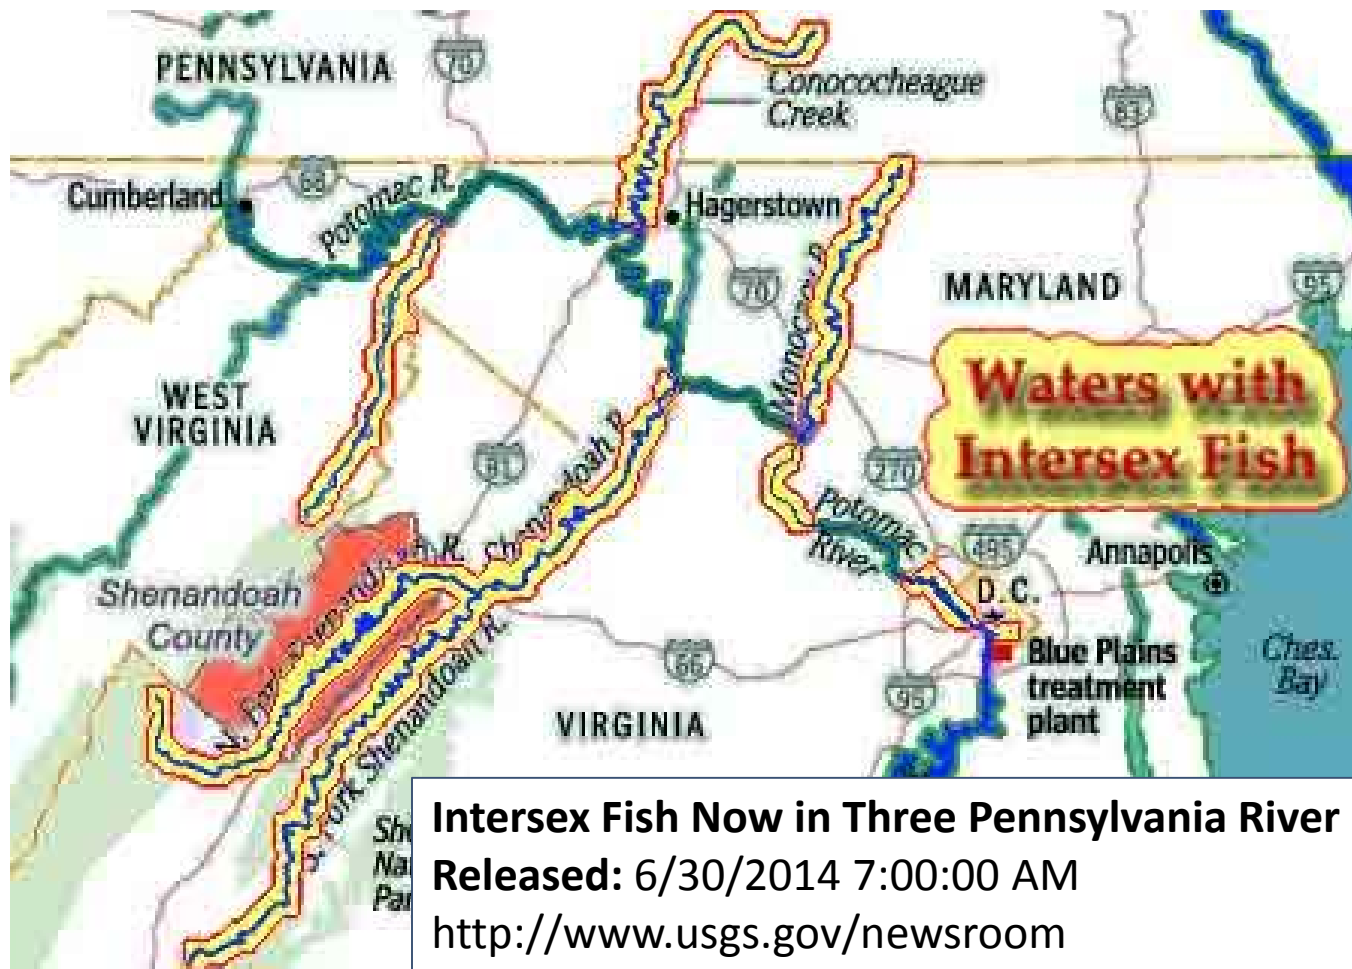 PENNSYLVANIA
70
Conococheague
Creek
83
68
Cumberland
Potomac R.
Hagerstown
70
MARYLAND
95
Monocacy R.
WEST
VIRGINIA
Waters with
Intersex Fish
81
Shenandoah R.
270
Potomac
River
495
Annapolis
D.C.
Shenandoah
County
N. Fork Shenandoah R.
66
Blue Plains
treatment
plant
Ches.
Bay
95
VIRGINIA
Fork Shenandoah R.
Intersex Fish Now in Three Pennsylvania River
Released: 6/30/2014 7:00:00 AM
http://www.usgs.gov/newsroom